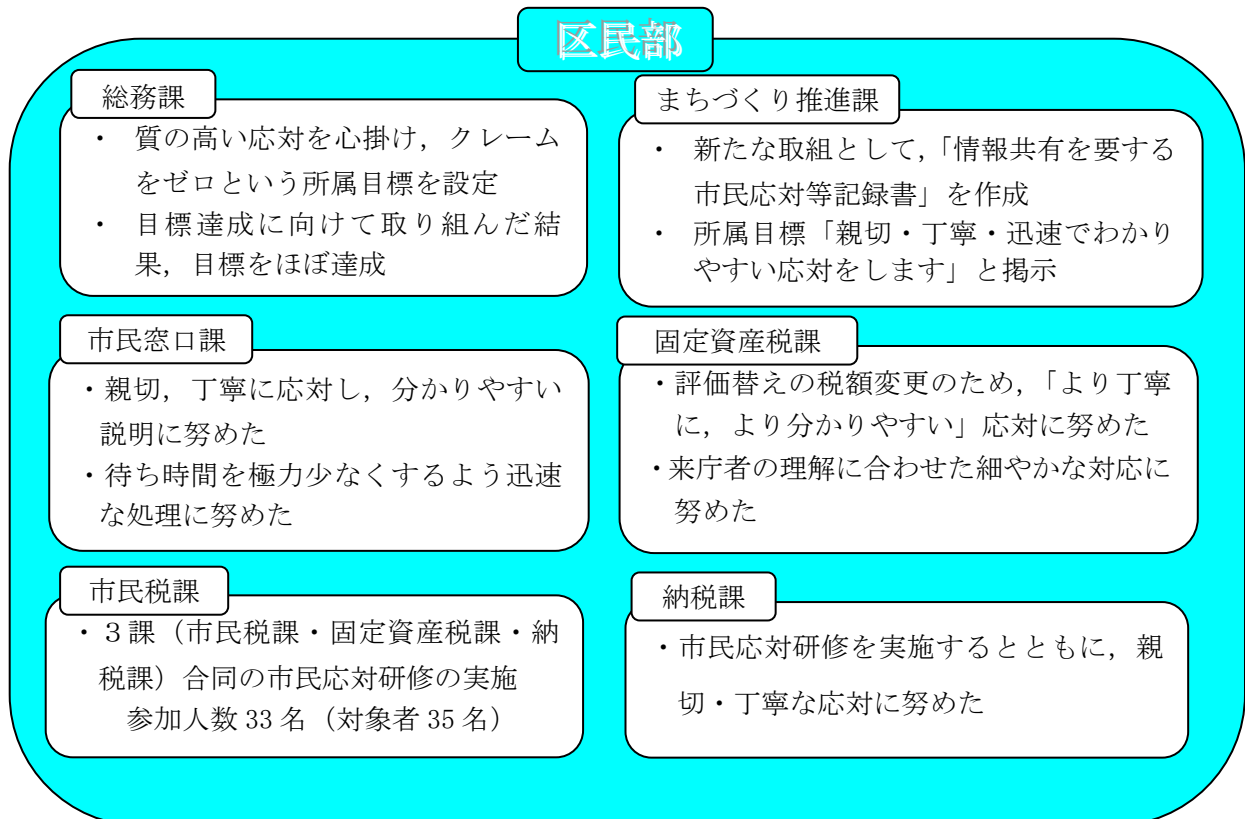 区民部
総務課
・ 質の高い応対を心掛け，クレーム
をゼロという所属目標を設定
・ 目標達成に向けて取り組んだ結
果，目標をほぼ達成
まちづくり推進課
・ 新たな取組として，「情報共有を要する
市民応対等記録書」を作成
・ 所属目標「親切・丁寧・迅速でわかり
やすい応対をします」と掲示
市民窓口課
・親切，丁寧に応対し，分かりやすい
説明に努めた
・待ち時間を極力少なくするよう迅速
な処理に努めた
固定資産税課
・評価替えの税額変更のため，「より丁寧
に，より分かりやすい」応対に努めた
・来庁者の理解に合わせた細やかな対応に
努めた
市民税課
・３課（市民税課・固定資産税課・納
税課）合同の市民応対研修の実施
参加人数 33 名（対象者 35 名）
納税課
・市民応対研修を実施するとともに，親
切・丁寧な応対に努めた